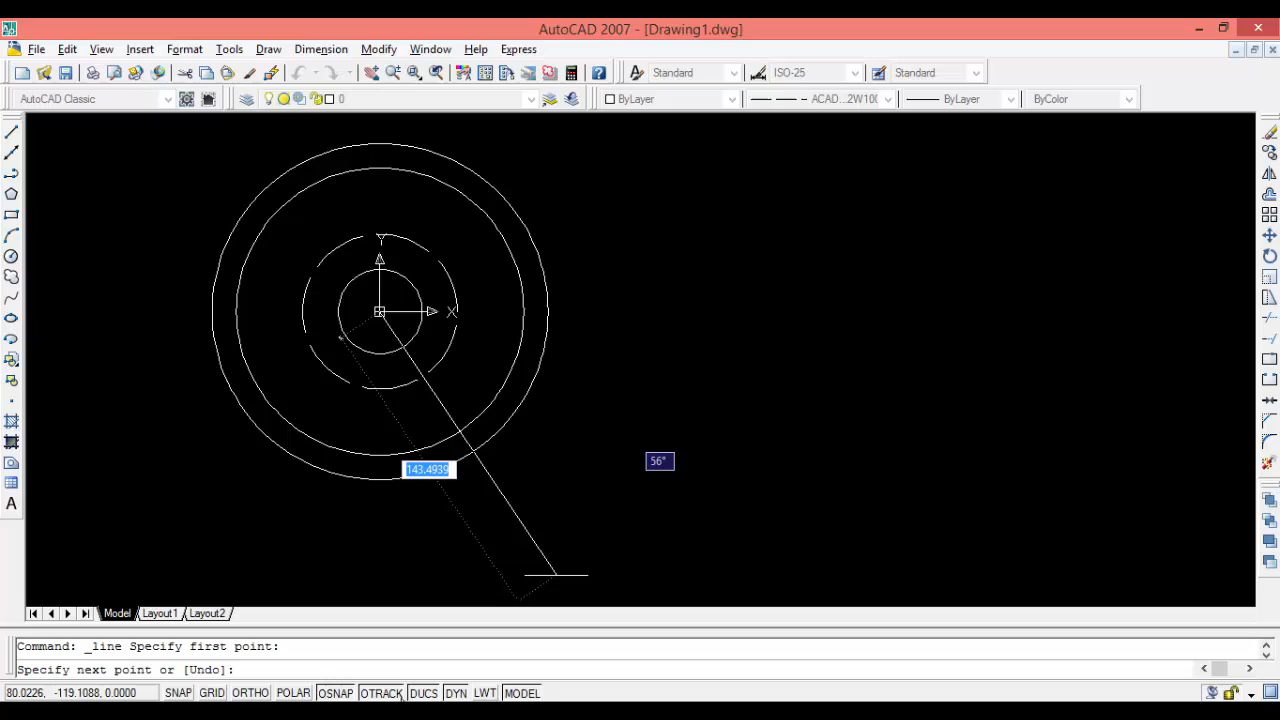 AutoCAD 2007 - [Drawing1.dwg]
File Edit View Insert Format Tools Draw Dimension Modify Window Help Express
Standard ISO-25 Standard
AutoCAD Classic 0 ByLayer ACAD...2W100 ByLayer ByColor
Y
X
56°
143.4939
A
Model Layout1 Layout2
Command: _line Specify first point:
Specify next point or [Undo]:
80.0226, -119.1088, 0.0000 SNAP GRID ORTHO POLAR OSNAP OTRACK DUCS DYN LWT MODEL